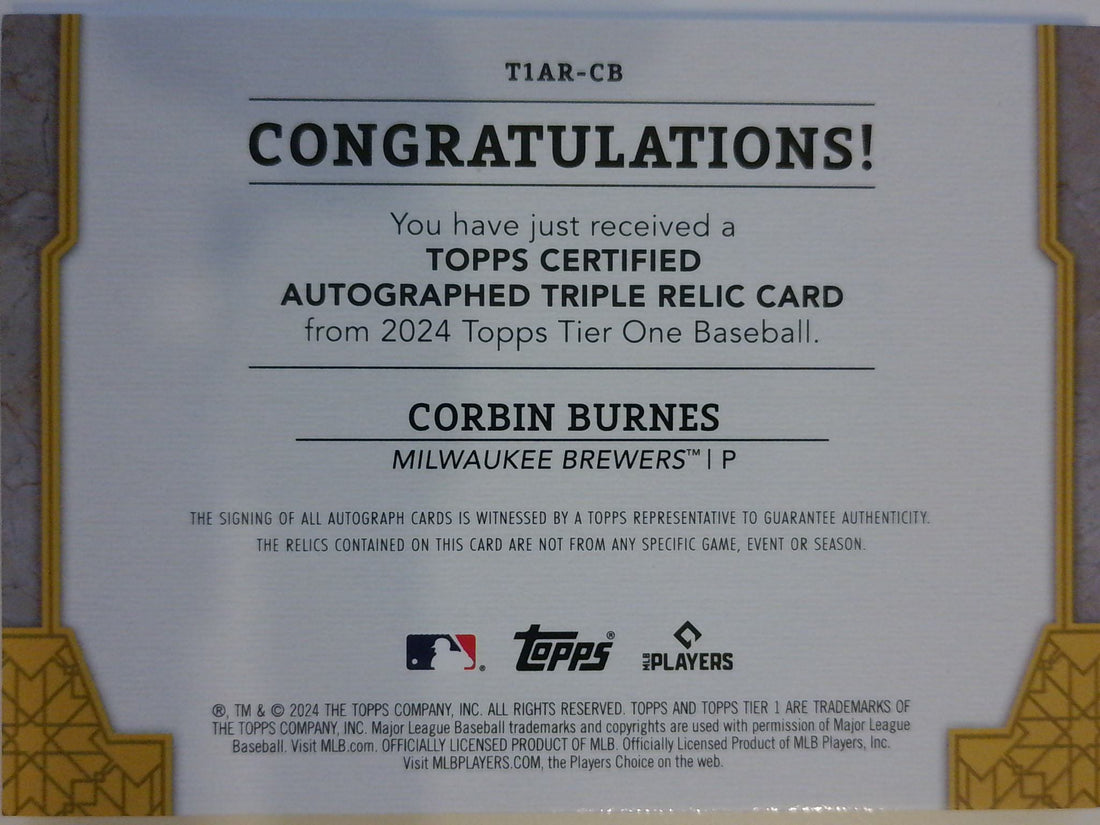 T1AR-CB
CONGRATULATIONS!
You have just received a
TOPPS CERTIFIED
AUTOGRAPHED TRIPLE RELIC CARD
from 2024 Topps Tier One Baseball.
CORBIN BURNES
MILWAUKEE BREWERS™ | P
THE SIGNING OF ALL AUTOGRAPH CARDS IS WITNESSED BY A TOPPS REPRESENTATIVE TO GUARANTEE AUTHENTICITY.
THE RELICS CONTAINED ON THIS CARD ARE NOT FROM ANY SPECIFIC GAME, EVENT OR SEASON.
® Topps® MLB PLAYERS
®, TM & © 2024 THE TOPPS COMPANY, INC. ALL RIGHTS RESERVED. TOPPS AND TOPPS TIER 1 ARE TRADEMARKS OF
THE TOPPS COMPANY, INC. Major League Baseball trademarks and copyrights are used with permission of Major League
Baseball. Visit MLB.com. OFFICIALLY LICENSED PRODUCT OF MLB. Officially Licensed Product of MLB Players, Inc.
Visit MLBPLAYERS.COM, the Players Choice on the web.